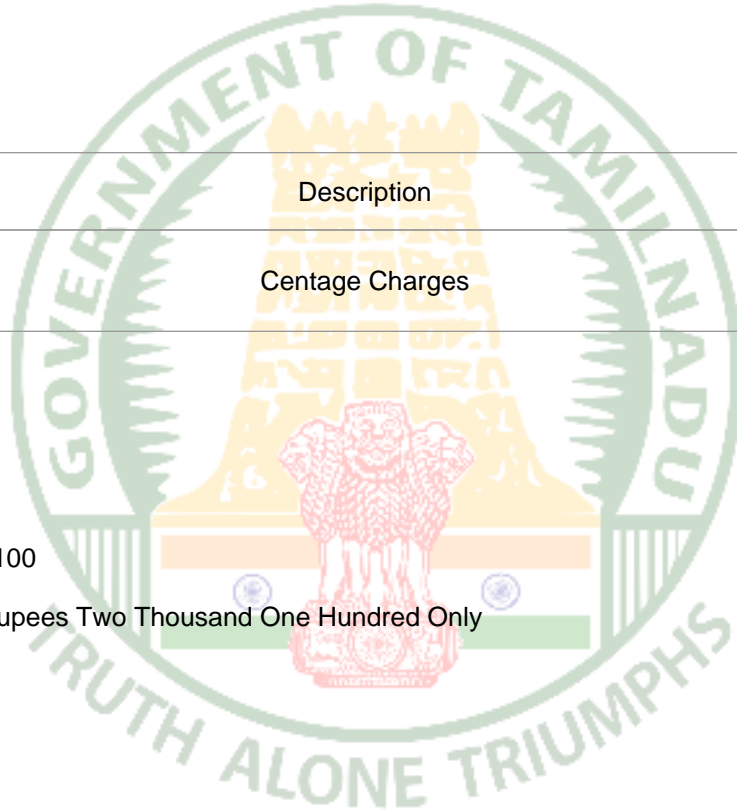 GOVERNMENT OF TAMILNADU
Description
Centage Charges
100
upees Two Thousand One Hundred Only
TRUTH ALONE TRIUMPHS